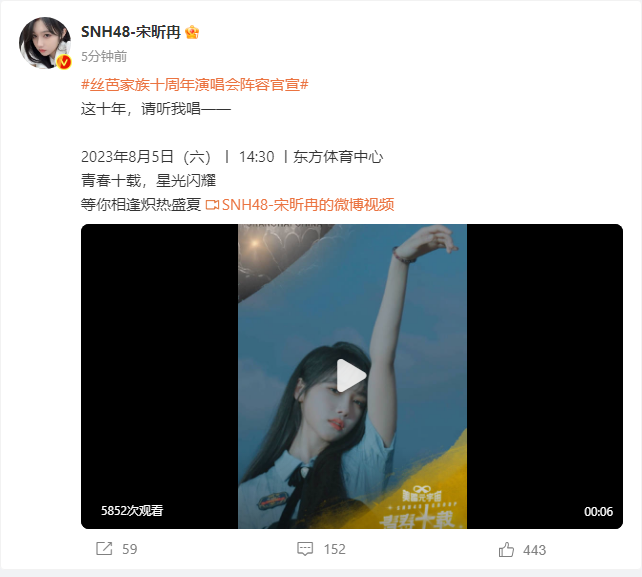 SNH48-宋昕冉
5分钟前
#丝芭家族十周年演唱会阵容官宣#
这十年，请听我唱——
2023年8月5日（六）丨 14:30 丨东方体育中心
青春十载，星光闪耀
等你相逢炽热盛夏 SNH48-宋昕冉的微博视频
5852次观看
00:06
59
152
443